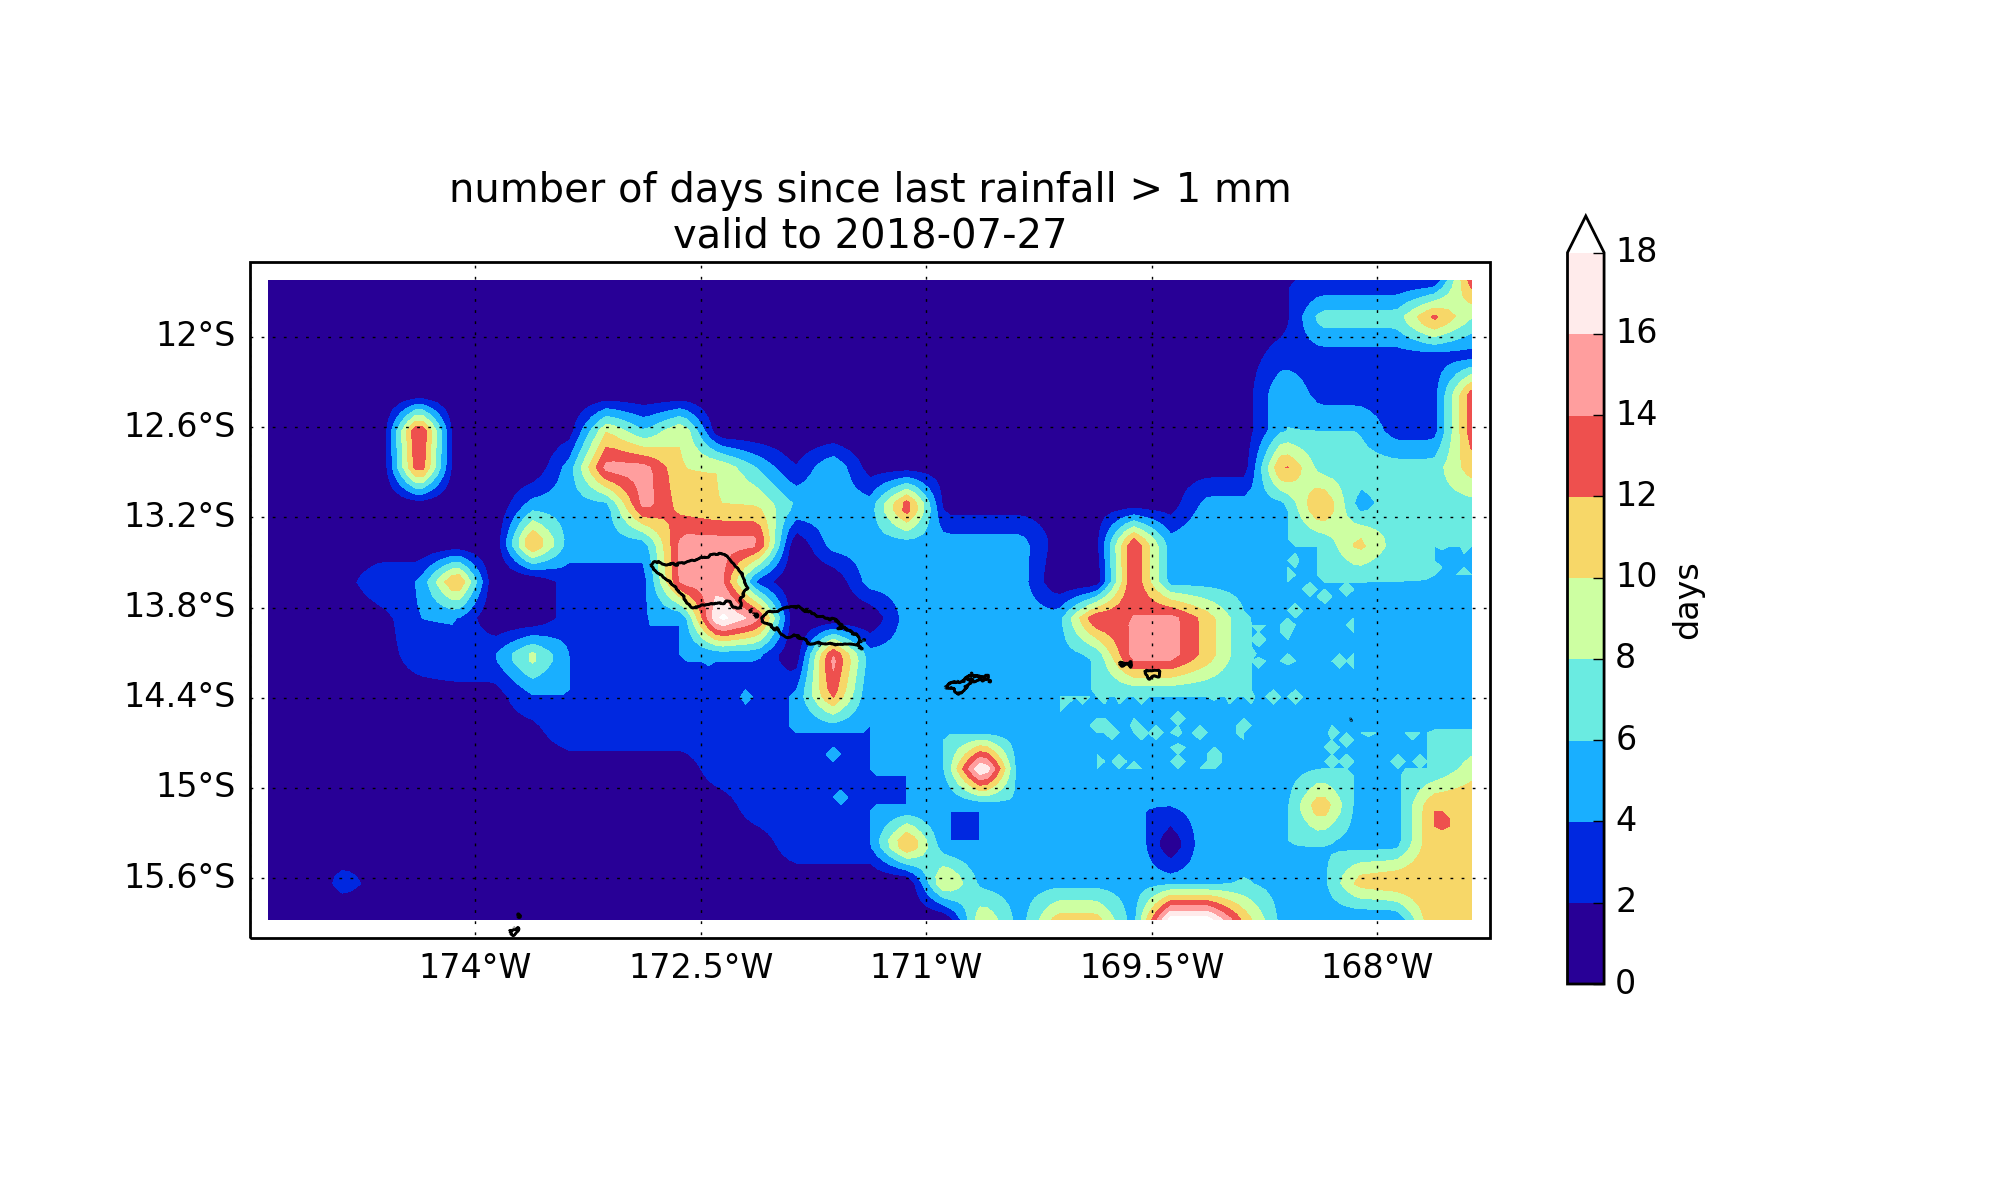 number of days since last rainfall > 1 mm
valid to 2018-07-27
12°S
12.6°S
13.2°S
13.8°S
14.4°S
15°S
15.6°S
174°W
172.5°W
171°W
169.5°W
168°W
18
16
14
12
10
8
6
4
2
0
days